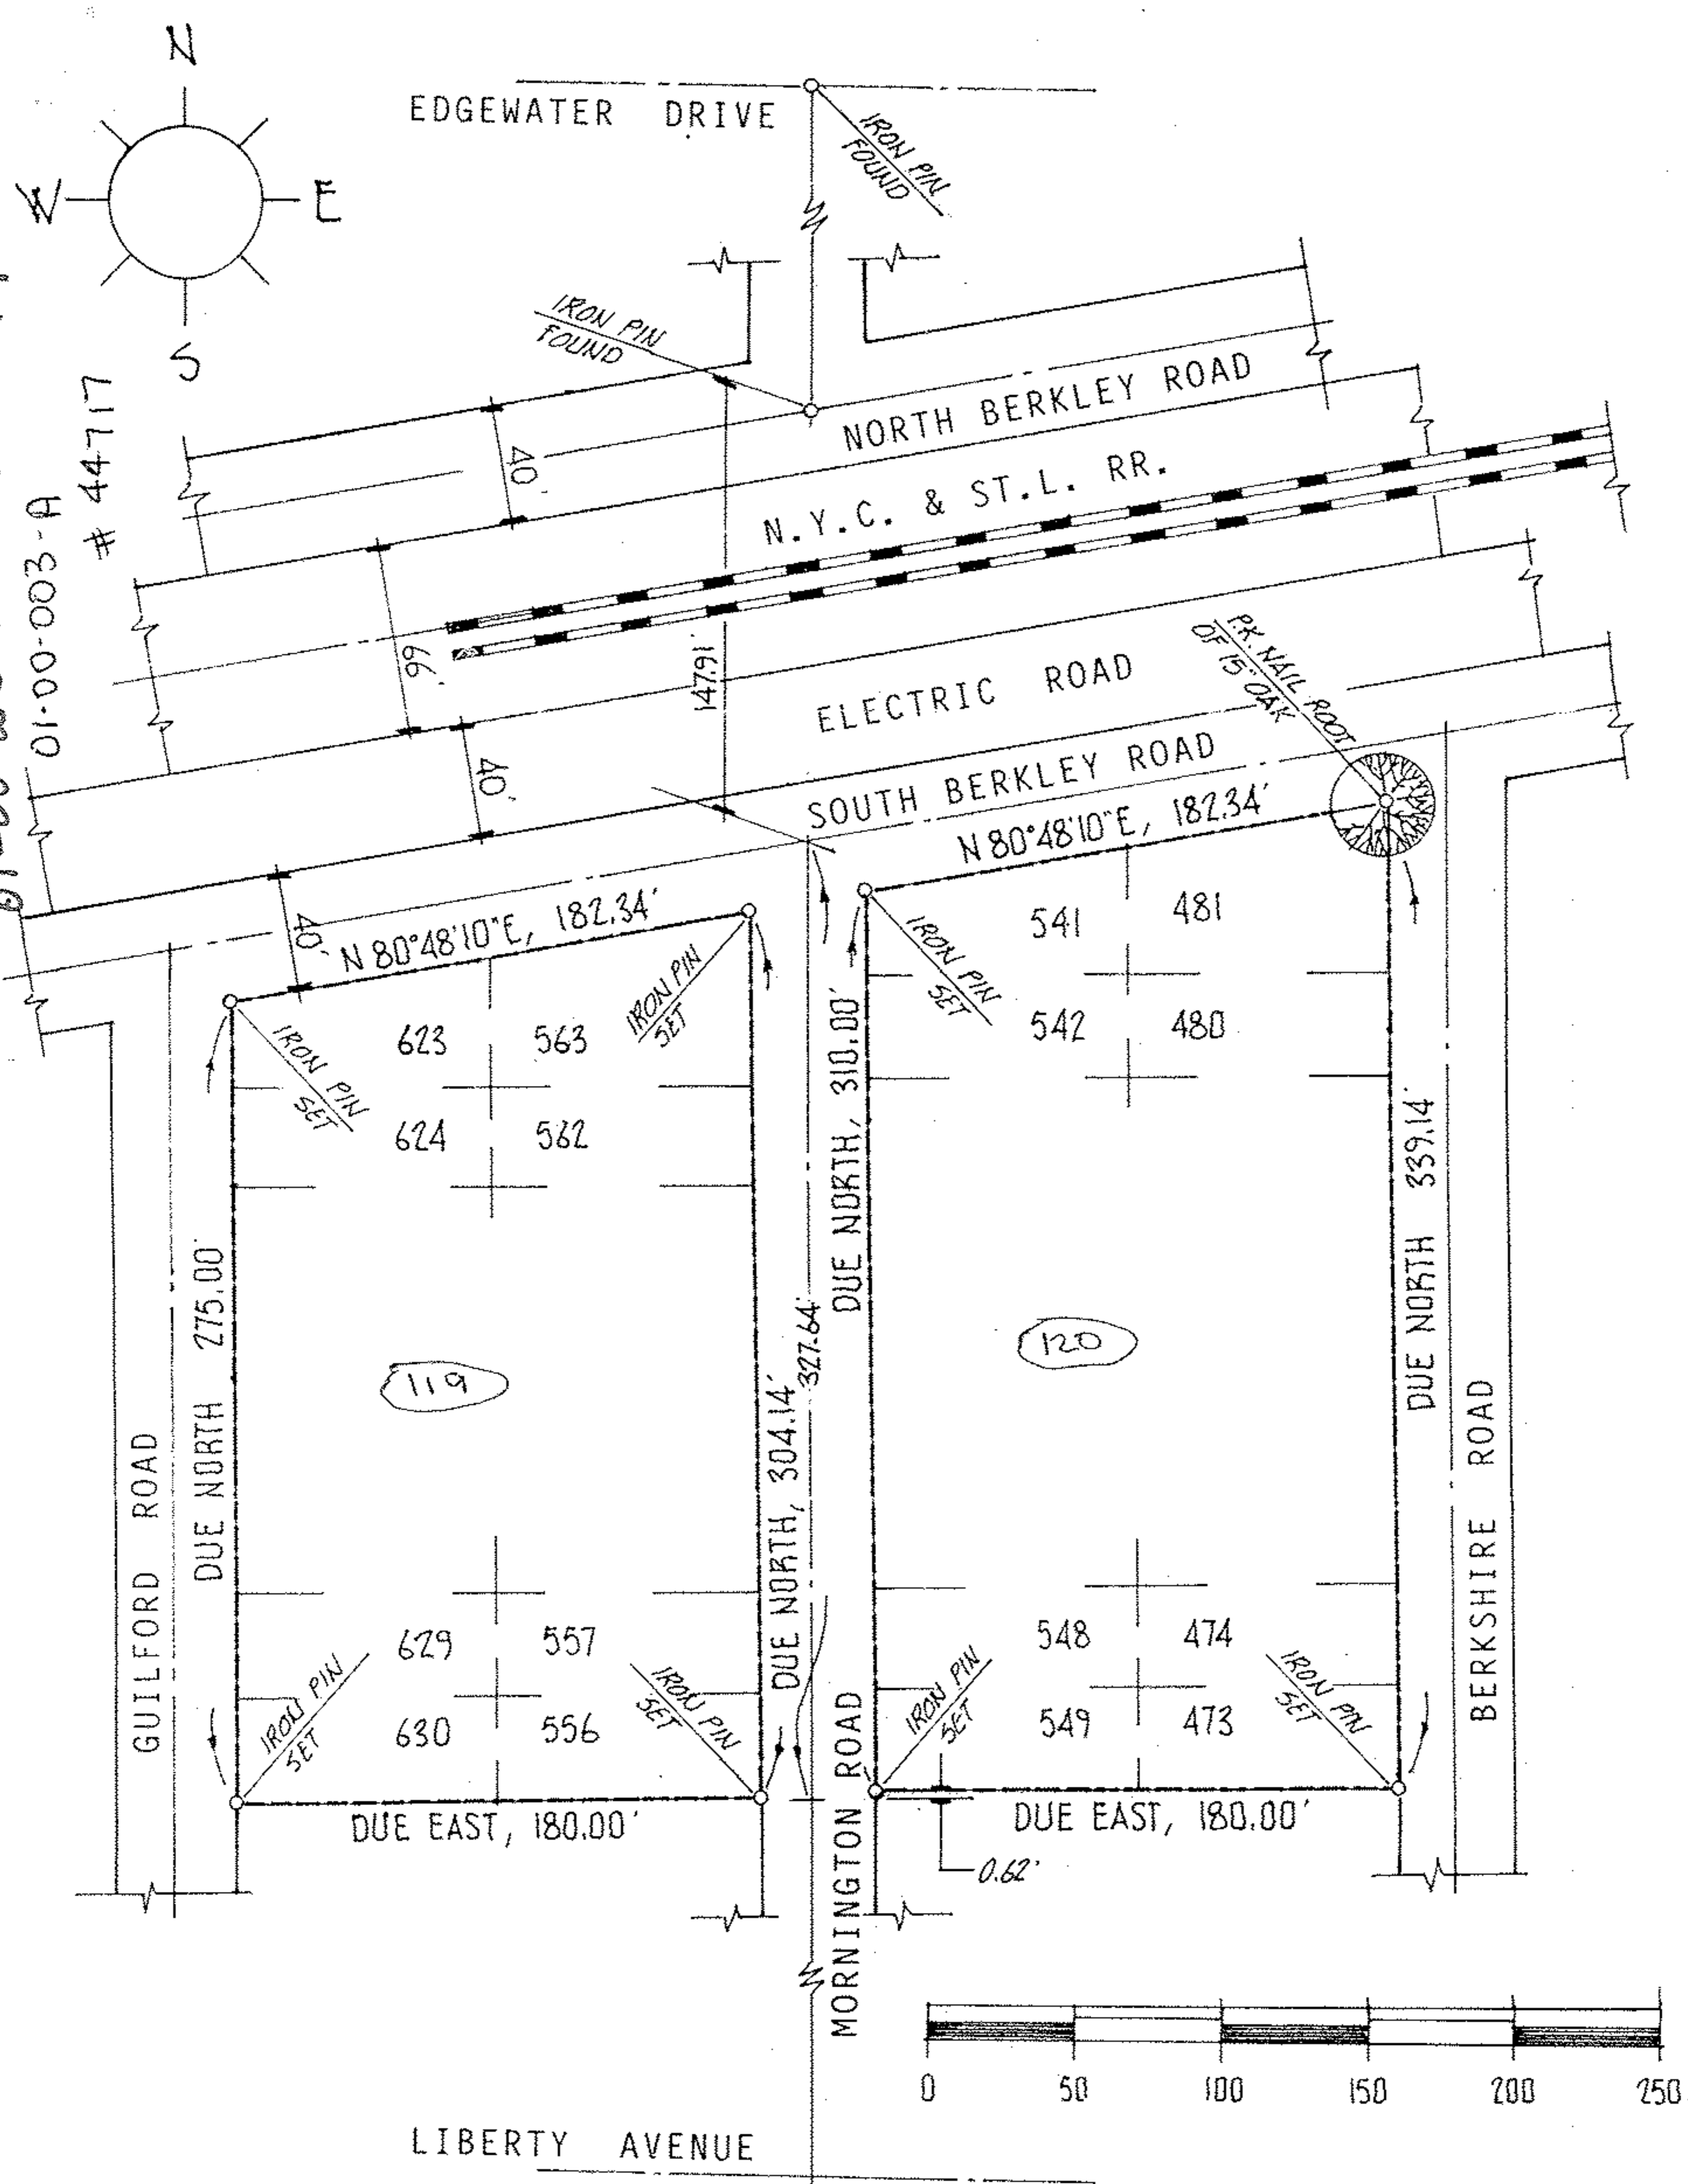 N
W
E
S
EDGEWATER DRIVE
IRON PIN
FOUND
01-00-003-A
# 44717
IRON PIN
FOUND
40'
NORTH BERKLEY ROAD
N.Y.C. & ST.L. RR.
66'
147.91'
ELECTRIC ROAD
P.K. NAIL ROOT
OF 15" OAK
40'
SOUTH BERKLEY ROAD
N 80°48'10"E, 182.34'
40'
N 80°48'10"E, 182.34'
541 481
IRON PIN
SET
542 480
IRON PIN
SET
623 563
IRON PIN
SET
624 562
DUE NORTH 275.00'
DUE NORTH, 304.14'
327.64'
DUE NORTH, 310.00'
DUE NORTH 339.14'
119
120
GUILFORD ROAD
BERKSHIRE ROAD
629 557
548 474
IRON PIN
SET
630 556
IRON PIN
SET
IRON PIN
SET
549 473
IRON PIN
SET
DUE EAST, 180.00'
DUE EAST, 180.00'
0.62'
MORNINGTON ROAD
0 50 100 150 200 250
LIBERTY AVENUE